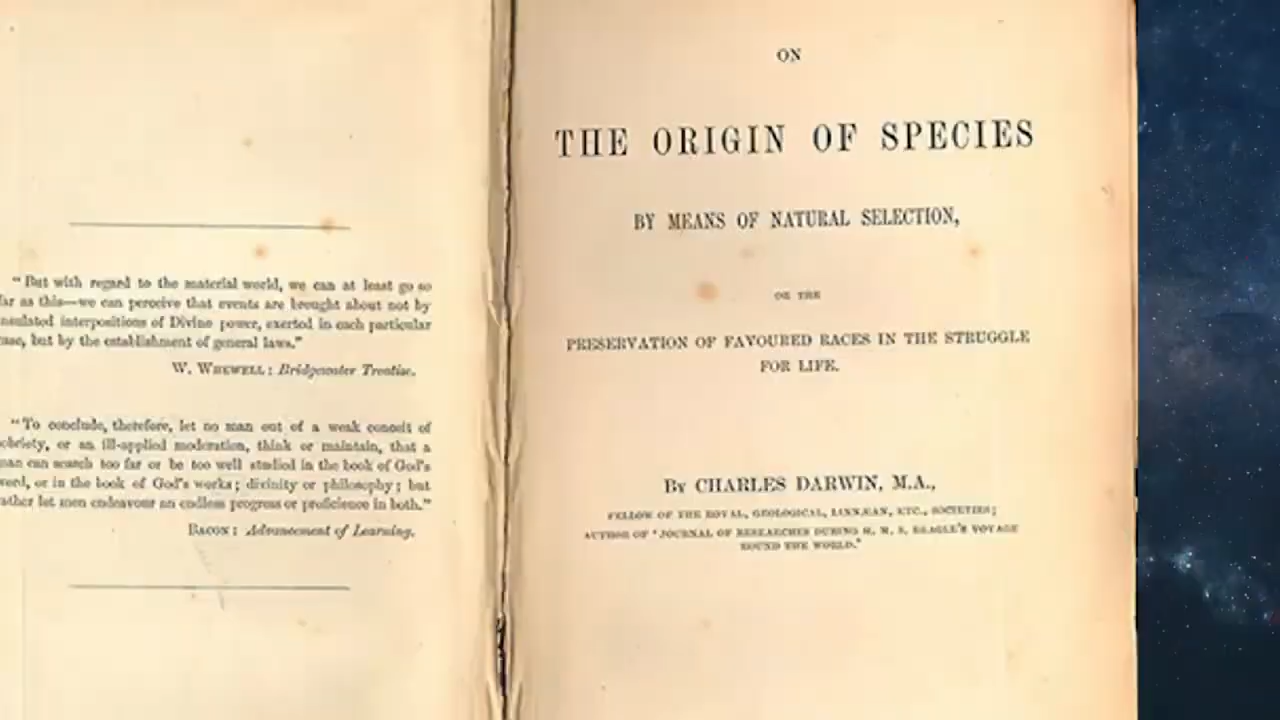 "But with regard to the material world, we can at least go so
far as this—we can perceive that events are brought about not by
insulated interpositions of Divine power, exerted in each particular
case, but by the establishment of general laws."
W. WHEWELL: Bridgewater Treatise.
"To conclude, therefore, let no man out of a weak conceit of
sobriety, or an ill-applied moderation, think or maintain, that a
man can search too far or be too well studied in the book of God's
word, or in the book of God's works; divinity or philosophy; but
rather let men endeavour an endless progress or proficience in both."
BACON: Advancement of Learning.
ON
THE ORIGIN OF SPECIES
BY MEANS OF NATURAL SELECTION,
OR THE
PRESERVATION OF FAVOURED RACES IN THE STRUGGLE
FOR LIFE.
BY CHARLES DARWIN, M.A.,
FELLOW OF THE ROYAL, GEOLOGICAL, LINNÆAN, ETC., SOCIETIES;
AUTHOR OF 'JOURNAL OF RESEARCHES DURING H. M. S. BEAGLE'S VOYAGE
ROUND THE WORLD.'